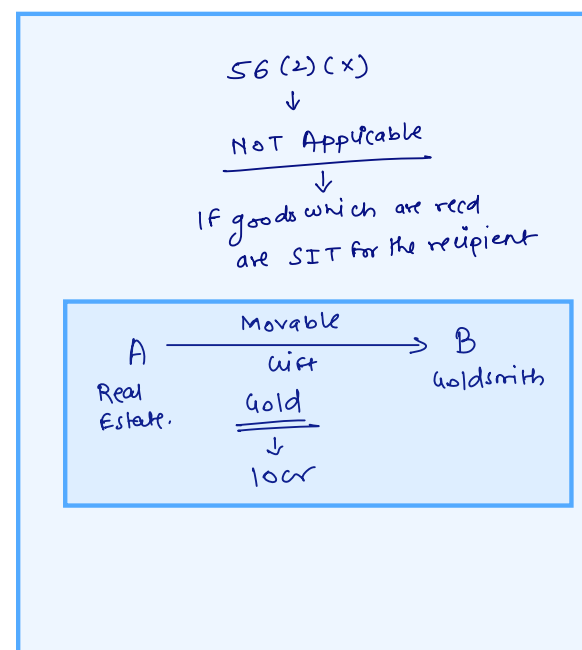 56 (2) (x)
↓
NOT Applicable
↓
If goods which are recd
are SIT for the recipient
Movable
A → B
Gift
Goldsmith
Real
Estate.
Gold
↓
10cr